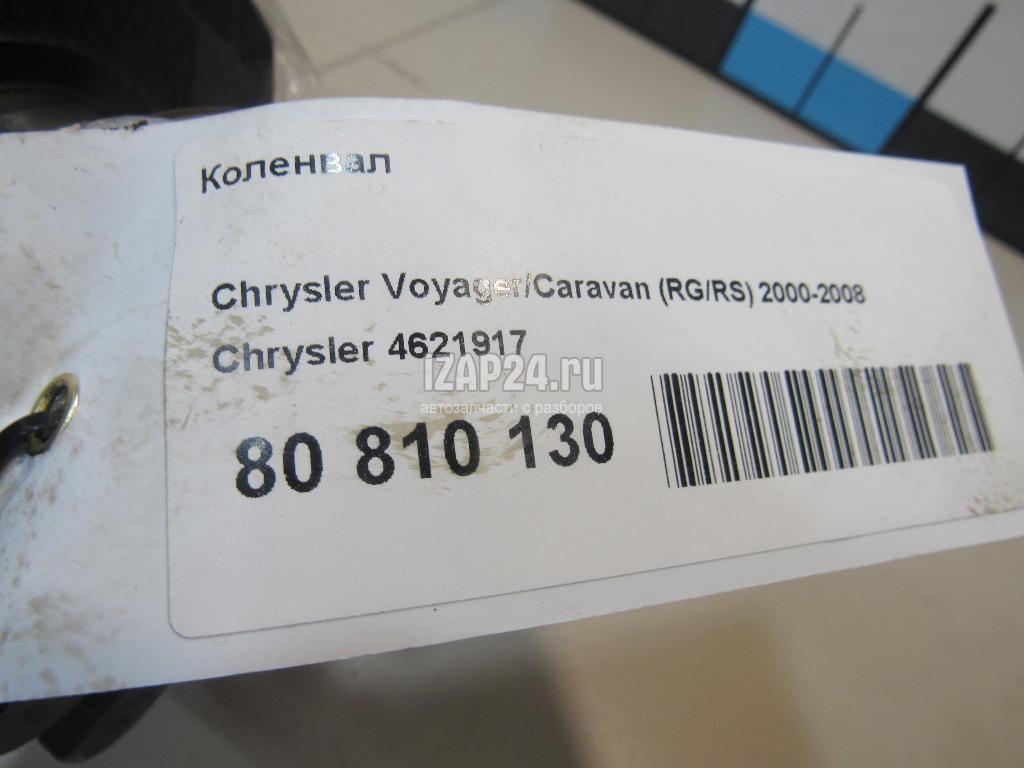 Коленвал
Chrysler Voyager/Caravan (RG/RS) 2000-2008
Chrysler 4621917
IZAP24.ru
автозапчасти с разборов
80 810 130